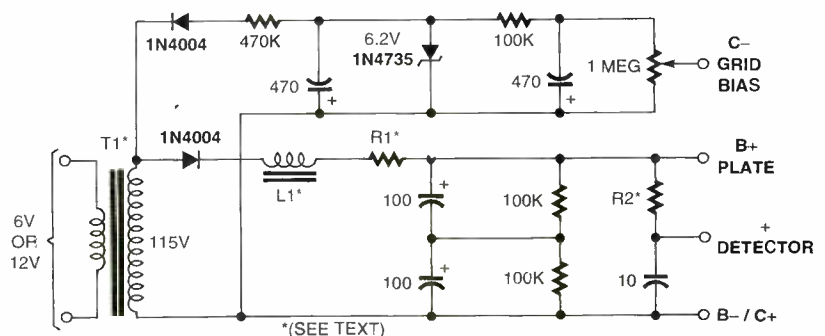 1N4004
470K
6.2V
1N4735
100K
470
+
470
+
1 MEG
C–
GRID
BIAS
T1*
1N4004
L1*
R1*
B+
PLATE
6V
OR
12V
115V
100
+
100K
R2*
+
DETECTOR
100
+
100K
10
B– / C+
*(SEE TEXT)